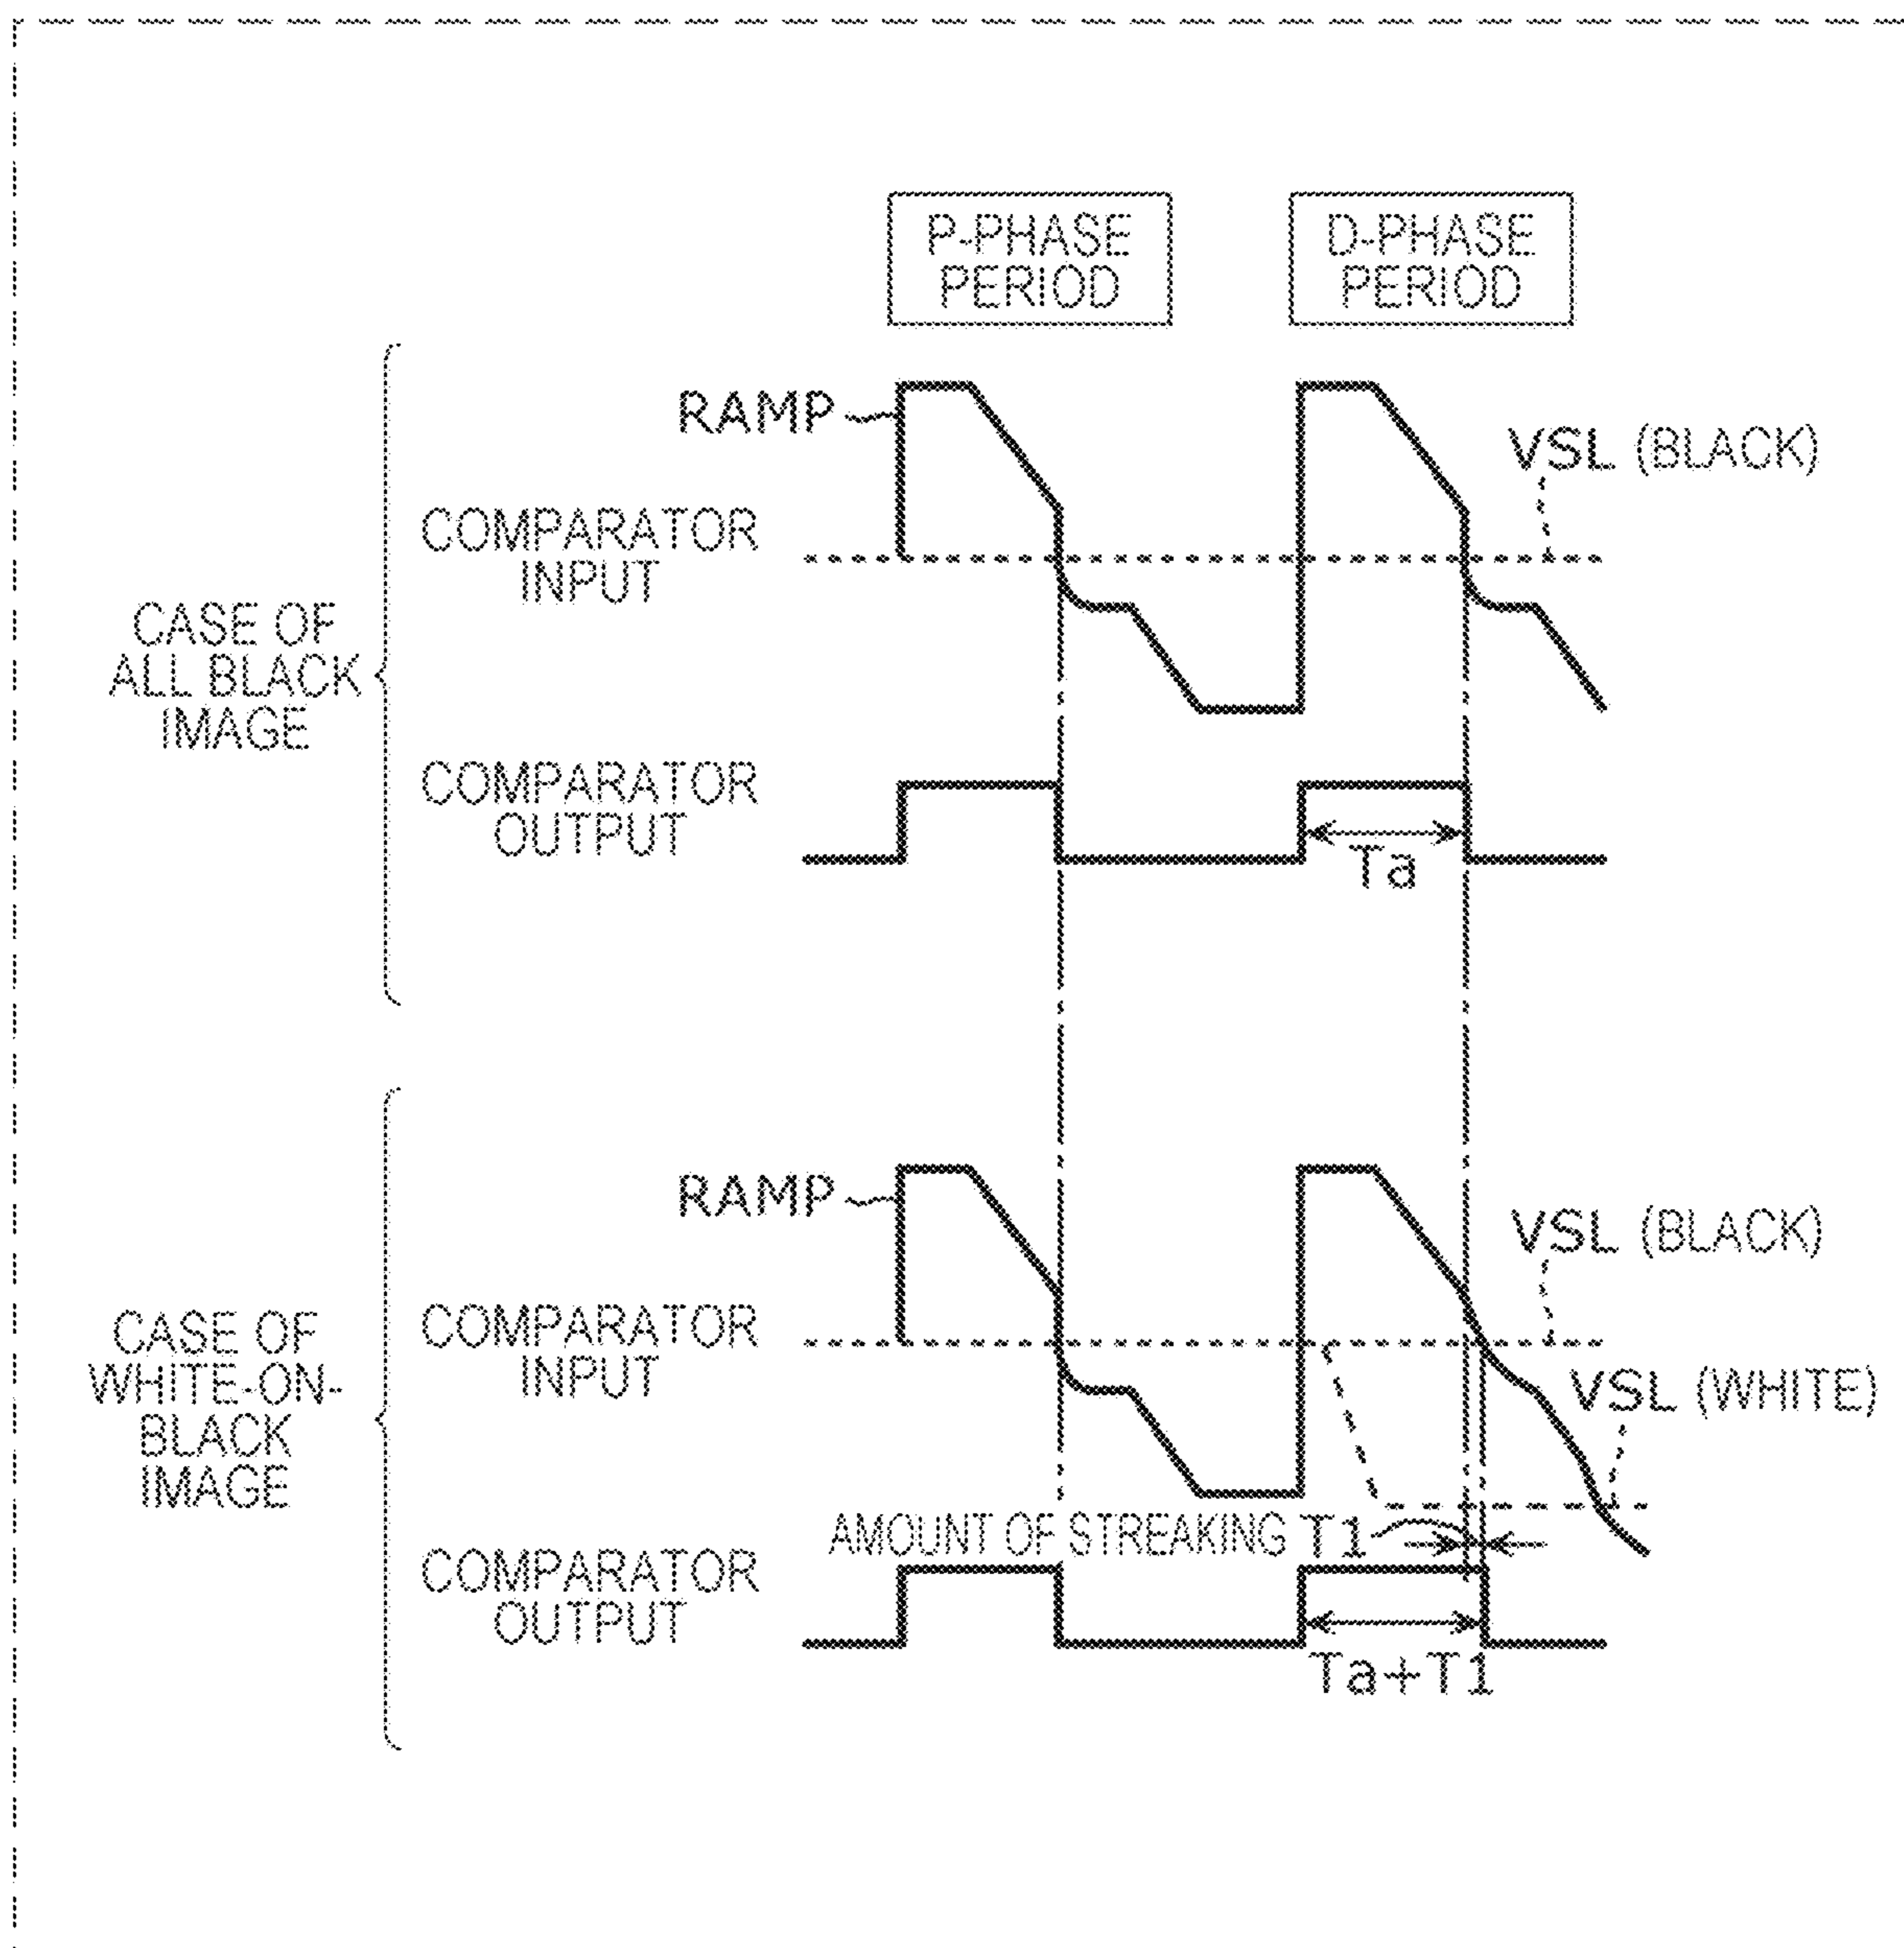 P-PHASE
PERIOD
D-PHASE
PERIOD
RAMP
VSL (BLACK)
COMPARATOR
INPUT
CASE OF
ALL BLACK
IMAGE
COMPARATOR
OUTPUT
Ta
RAMP
VSL (BLACK)
COMPARATOR
INPUT
CASE OF
WHITE-ON-
BLACK
IMAGE
VSL (WHITE)
AMOUNT OF STREAKING T1
COMPARATOR
OUTPUT
Ta+T1